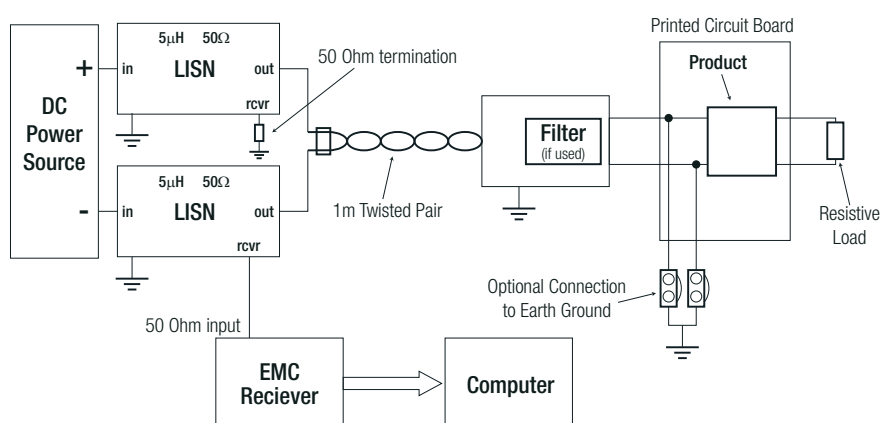 Printed Circuit Board
5µH 50Ω
50 Ohm termination
Product
+
in
LISN
out
DC
Power
Source
rcvr
Filter
(if used)
5µH 50Ω
-
in
LISN
out
1m Twisted Pair
Resistive
Load
rcvr
Optional Connection
to Earth Ground
50 Ohm input
EMC
Reciever
Computer